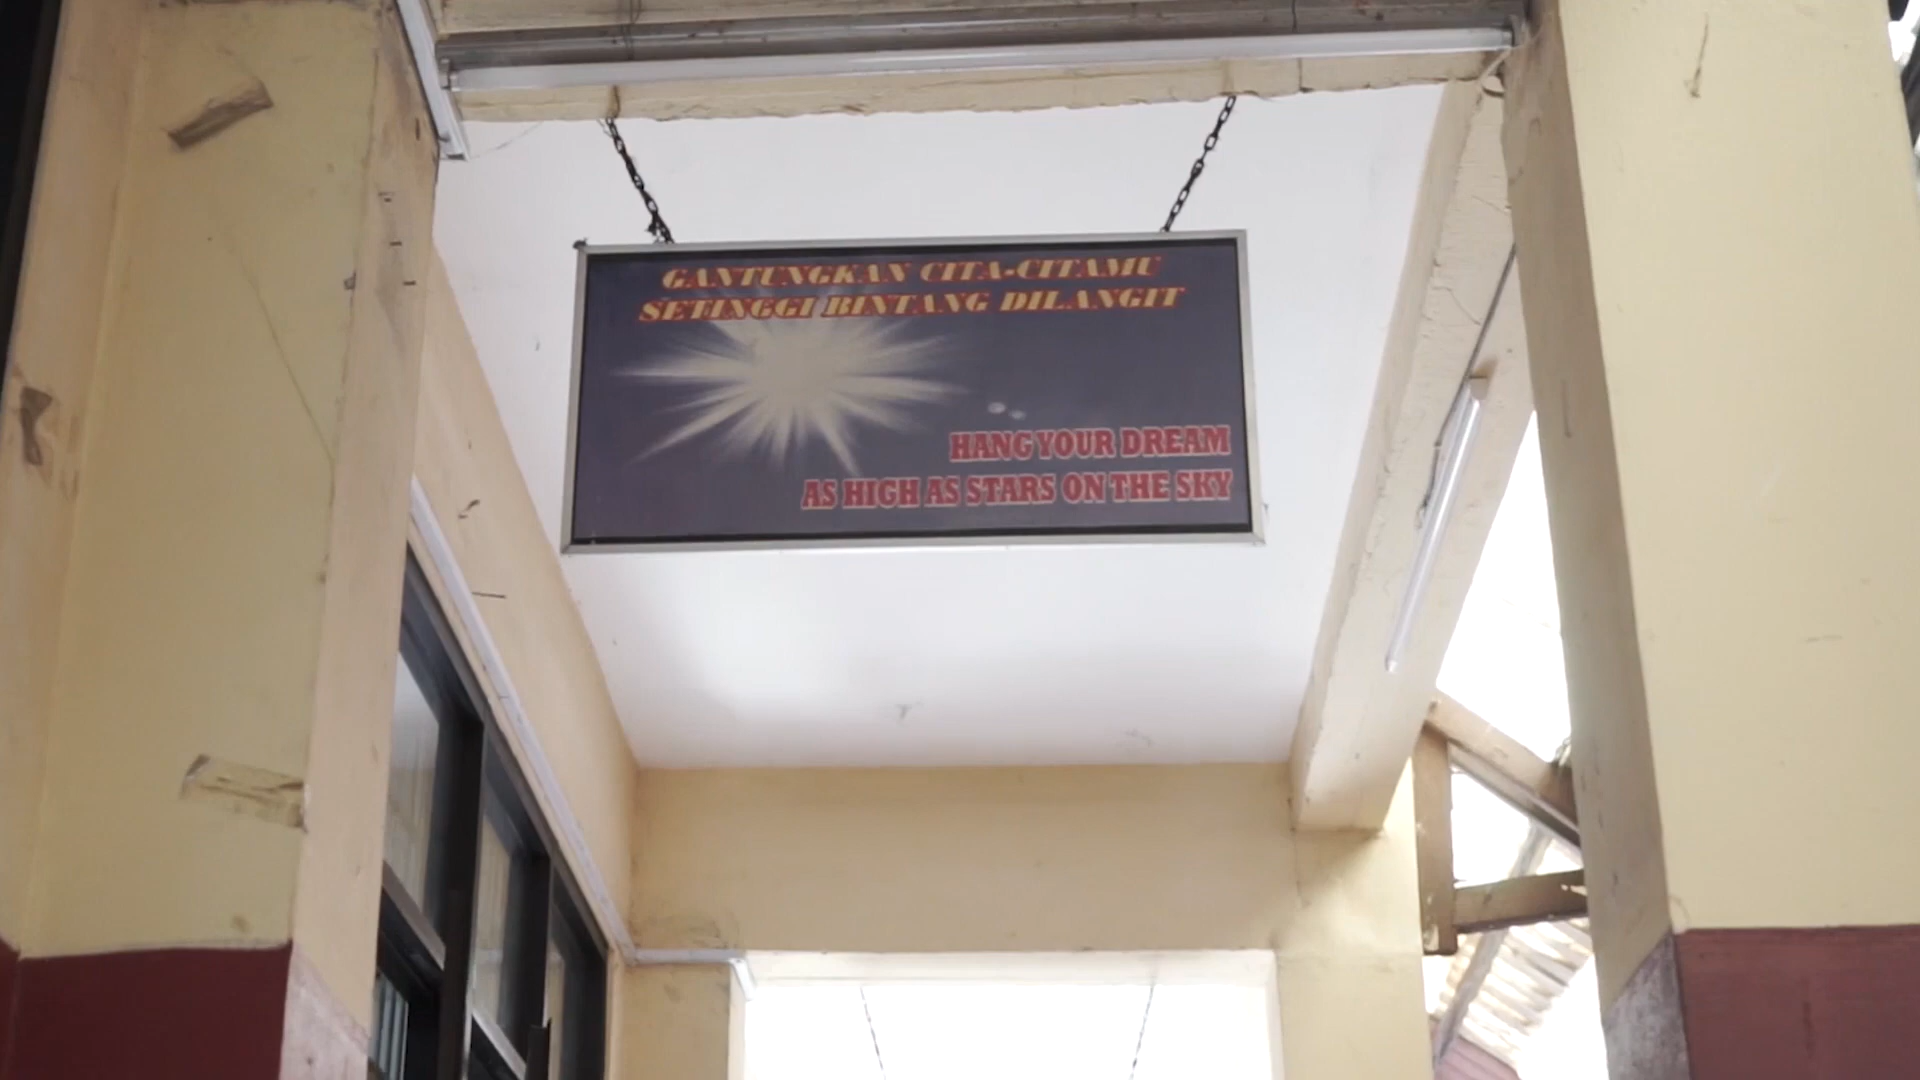 GANTUNGKAN CITA-CITAMU
SETINGGI BINTANG DILANGIT
HANG YOUR DREAM
AS HIGH AS STARS ON THE SKY